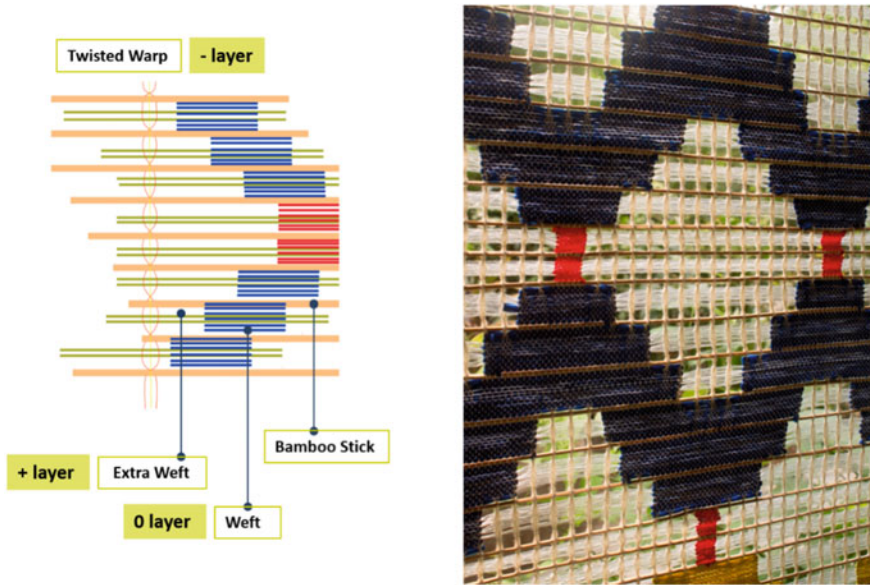 Twisted Warp
- layer
Bamboo Stick
+ layer
Extra Weft
0 layer
Weft